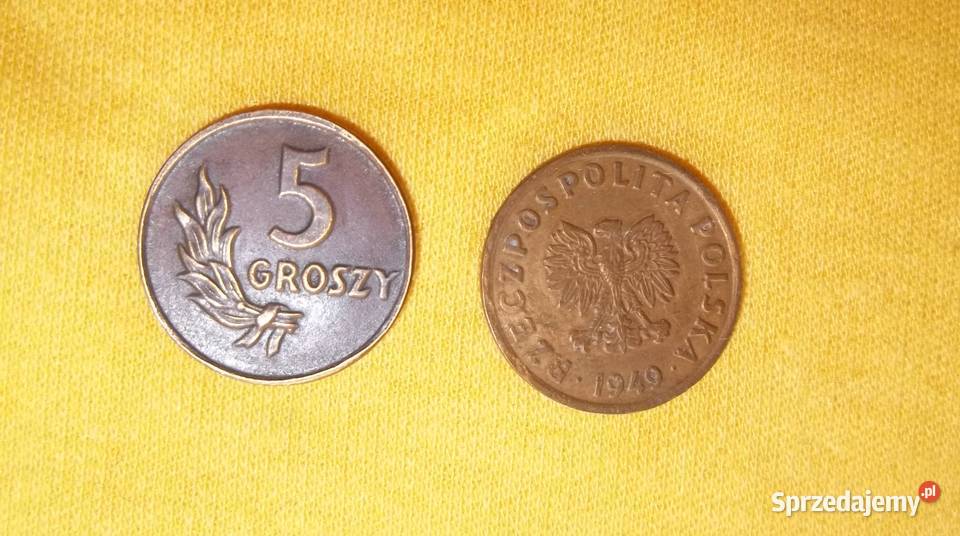 5
GROSZY
RZECZPOSPOLITA POLSKA
· 1949 ·
Sprzedajemy.pl